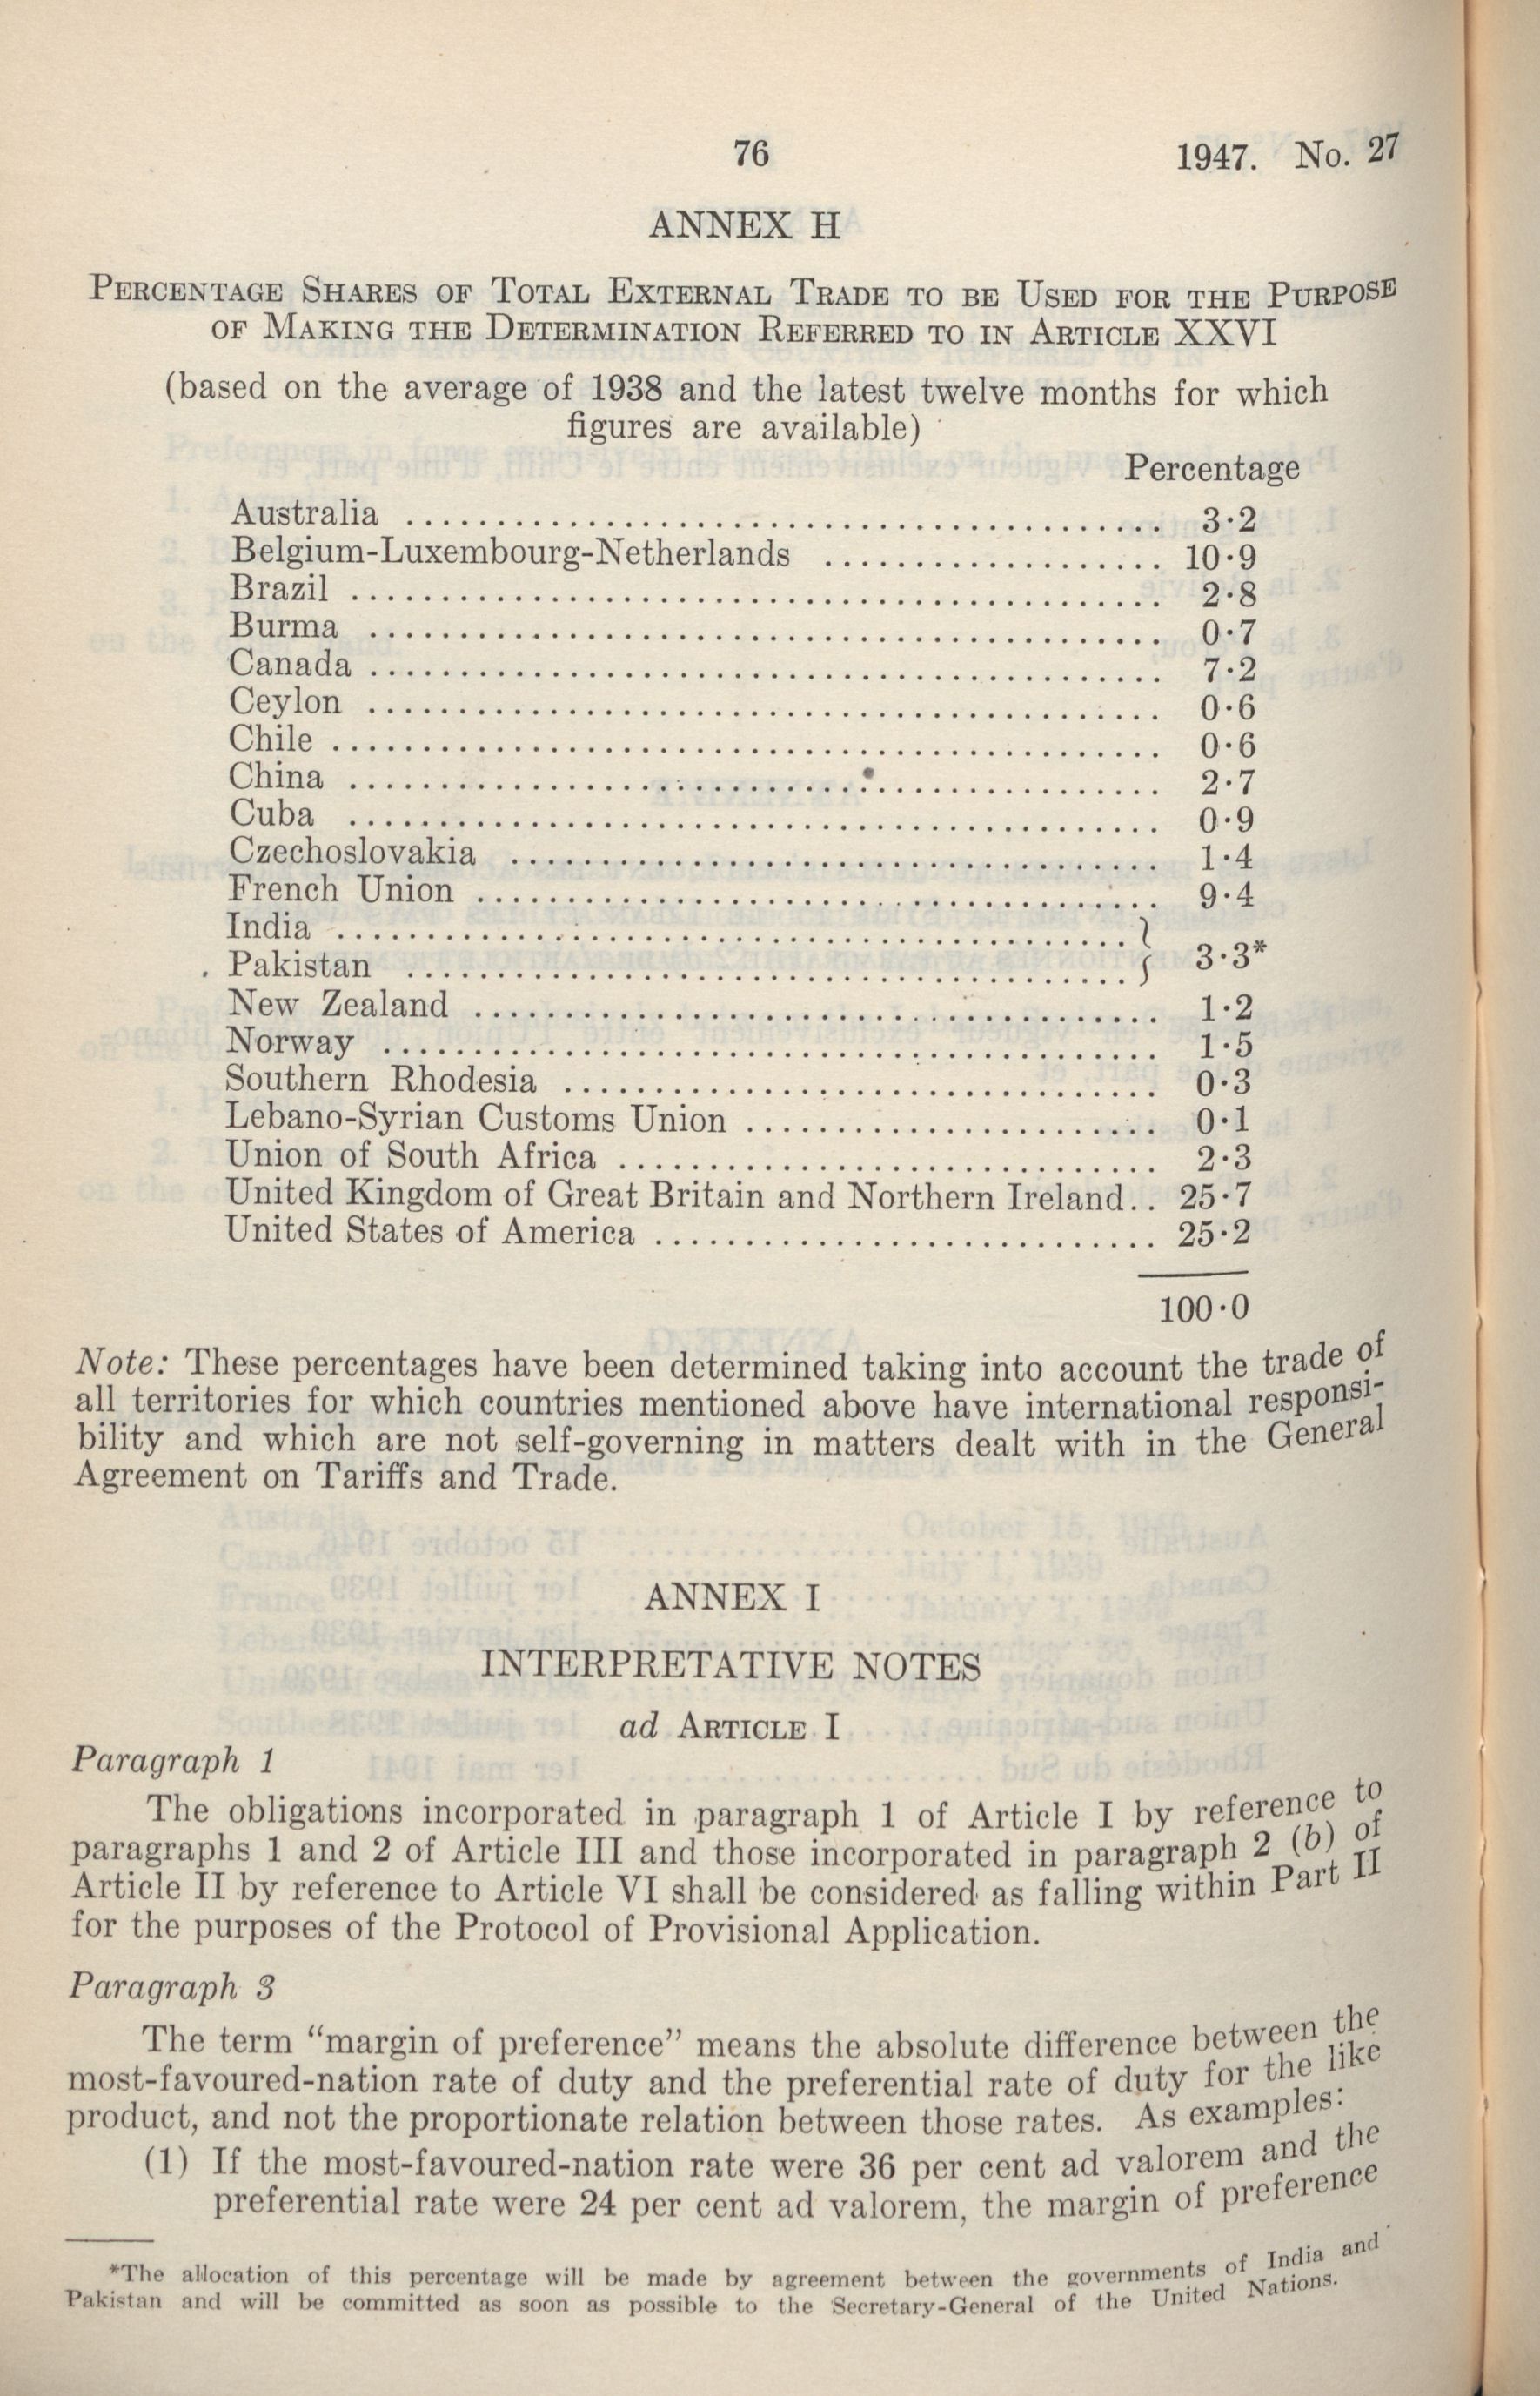 76 1947. No. 27
ANNEX H
PERCENTAGE SHARES OF TOTAL EXTERNAL TRADE TO BE USED FOR THE PURPOSE
OF MAKING THE DETERMINATION REFERRED TO IN ARTICLE XXVI
(based on the average of 1938 and the latest twelve months for which
figures are available)
Percentage
Australia .......... 3·2
Belgium-Luxembourg-Netherlands .......... 10·9
Brazil .......... 2·8
Burma .......... 0·7
Canada .......... 7·2
Ceylon .......... 0·6
Chile .......... 0·6
China .......... 2·7
Cuba .......... 0·9
Czechoslovakia .......... 1·4
French Union .......... 9·4
India ..........
Pakistan .......... } 3·3*
New Zealand .......... 1·2
Norway .......... 1·5
Southern Rhodesia .......... 0·3
Lebano-Syrian Customs Union .......... 0·1
Union of South Africa .......... 2·3
United Kingdom of Great Britain and Northern Ireland.. 25·7
United States of America .......... 25·2
100·0
Note: These percentages have been determined taking into account the trade of
all territories for which countries mentioned above have international responsi-
bility and which are not self-governing in matters dealt with in the General
Agreement on Tariffs and Trade.
ANNEX I
INTERPRETATIVE NOTES
ad ARTICLE I
Paragraph 1
The obligations incorporated in paragraph 1 of Article I by reference to
paragraphs 1 and 2 of Article III and those incorporated in paragraph 2 (b) of
Article II by reference to Article VI shall be considered as falling within Part II
for the purposes of the Protocol of Provisional Application.
Paragraph 3
The term “margin of preference” means the absolute difference between the
most-favoured-nation rate of duty and the preferential rate of duty for the like
product, and not the proportionate relation between those rates. As examples:
(1) If the most-favoured-nation rate were 36 per cent ad valorem and the
preferential rate were 24 per cent ad valorem, the margin of preference
*The allocation of this percentage will be made by agreement between the governments of India and
Pakistan and will be committed as soon as possible to the Secretary-General of the United Nations.